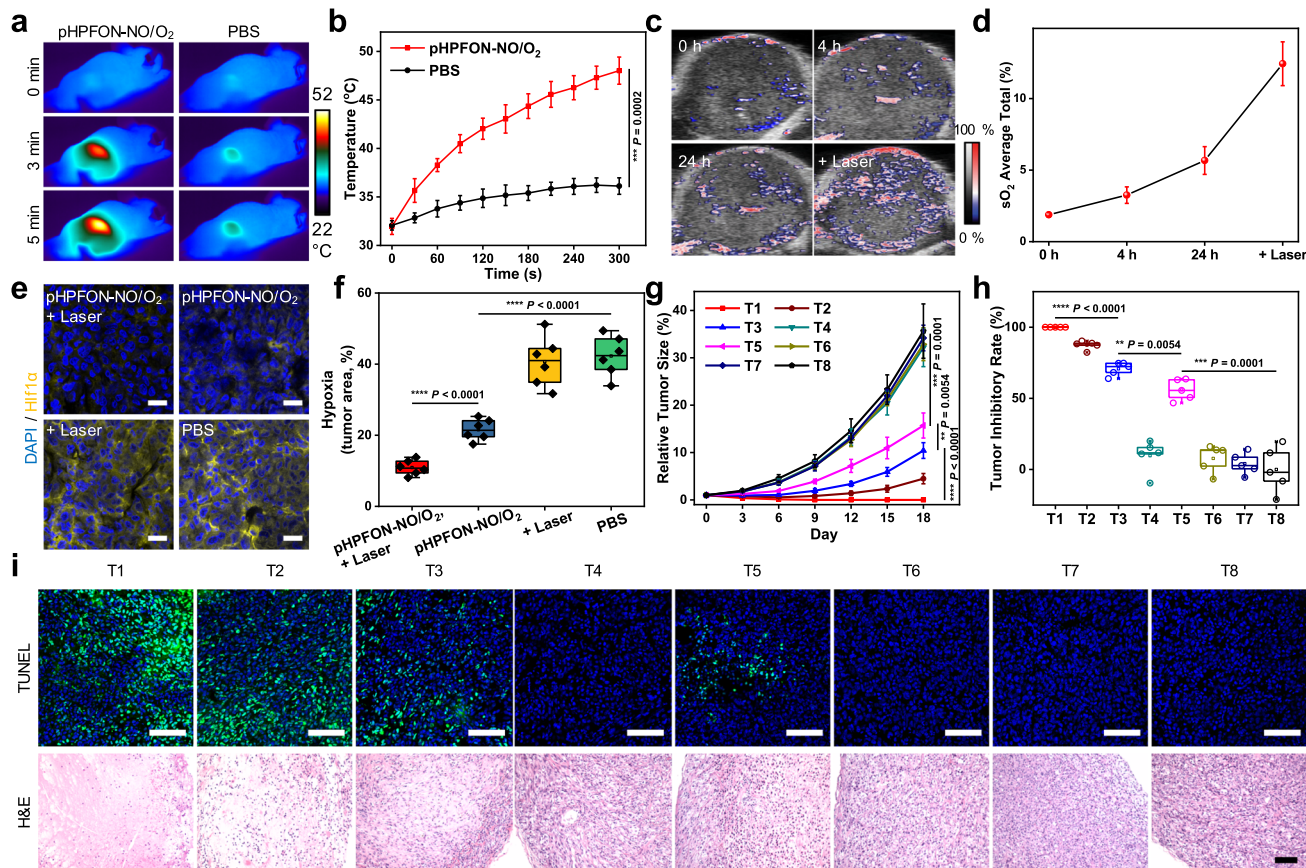 a
pHPFON-NO/O₂ PBS
0 min
3 min
5 min
52
22
°C
b
pHPFON-NO/O₂
PBS
Temperature (°C)
50
45
40
35
30
*** P = 0.0002
0 60 120 180 240 300
Time (s)
c
0 h 4 h
24 h + Laser
100 %
0 %
d
sO₂ Average Total (%)
10
5
0
0 h 4 h 24 h + Laser
e
DAPI / HIf1α
pHPFON-NO/O₂
+ Laser
pHPFON-NO/O₂
+ Laser
PBS
f
Hypoxia
(tumor area, %)
60
40
20
0
**** P < 0.0001
**** P < 0.0001
pHPFON-NO/O₂,
+ Laser
pHPFON-NO/O₂
+ Laser
PBS
g
Relative Tumor Size (%)
40
30
20
10
0
T1 T2
T3 T4
T5 T6
T7 T8
*** P = 0.0001
** P = 0.0054
**** P < 0.0001
0 3 6 9 12 15 18
Day
h
Tumor Inhibitory Rate (%)
100
50
0
**** P < 0.0001
** P = 0.0054
*** P = 0.0001
T1 T2 T3 T4 T5 T6 T7 T8
i
T1 T2 T3 T4 T5 T6 T7 T8
TUNEL
H&E